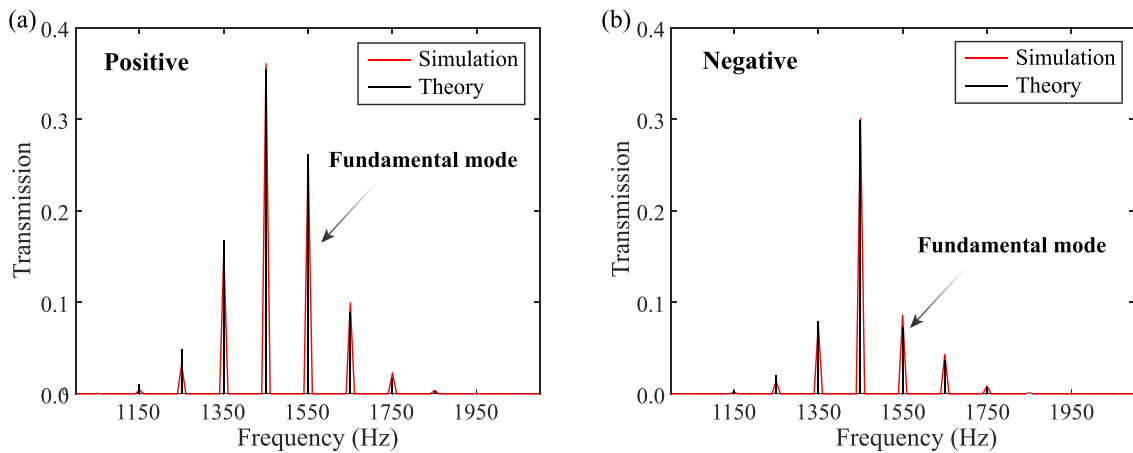 (a)
Positive
Simulation
Theory
Fundamental mode
Transmission
0.4
0.3
0.2
0.1
0.0
1150 1350 1550 1750 1950
Frequency (Hz)
(b)
Negative
Simulation
Theory
Fundamental mode
Transmission
0.4
0.3
0.2
0.1
0.0
1150 1350 1550 1750 1950
Frequency (Hz)